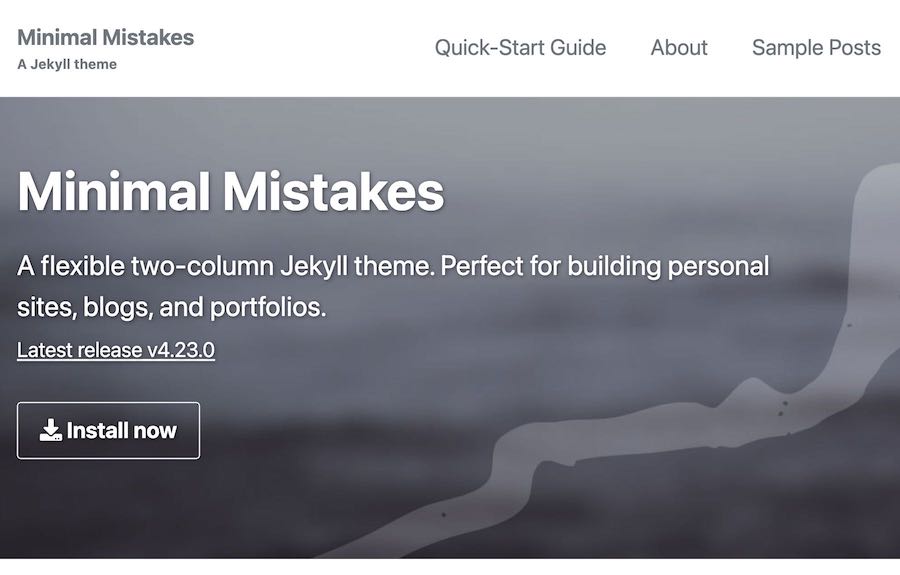 Minimal Mistakes
A Jekyll theme
Quick-Start Guide About Sample Posts
Minimal Mistakes
A flexible two-column Jekyll theme. Perfect for building personal
sites, blogs, and portfolios.
Latest release v4.23.0
Install now